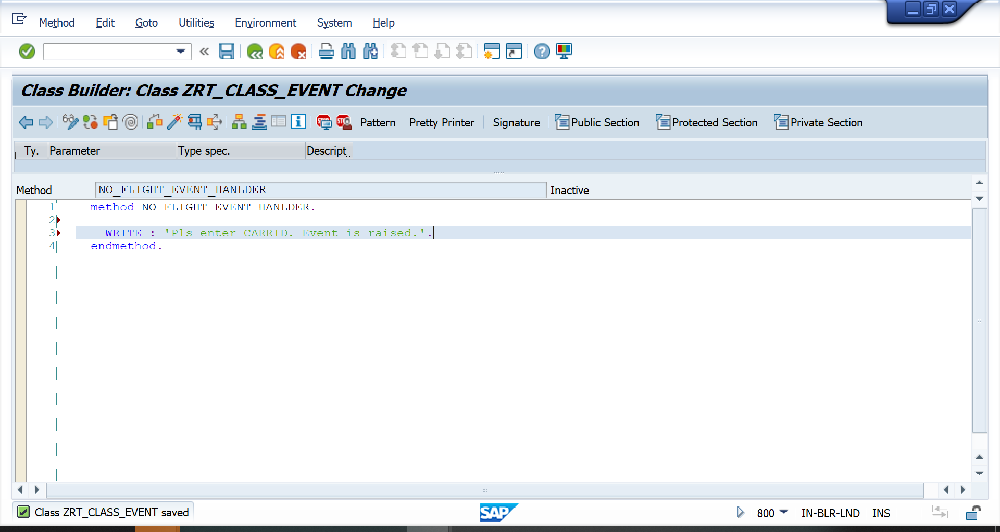 Method Edit Goto Utilities Environment System Help
Class Builder: Class ZRT_CLASS_EVENT Change
Pattern Pretty Printer Signature Public Section Protected Section Private Section
Ty. Parameter Type spec. Descript..
Method NO_FLIGHT_EVENT_HANLDER Inactive
1 method NO_FLIGHT_EVENT_HANLDER.
2
3 WRITE : 'Pls enter CARRID. Event is raised.'.
4 endmethod.
Class ZRT_CLASS_EVENT saved SAP 800 IN-BLR-LND INS